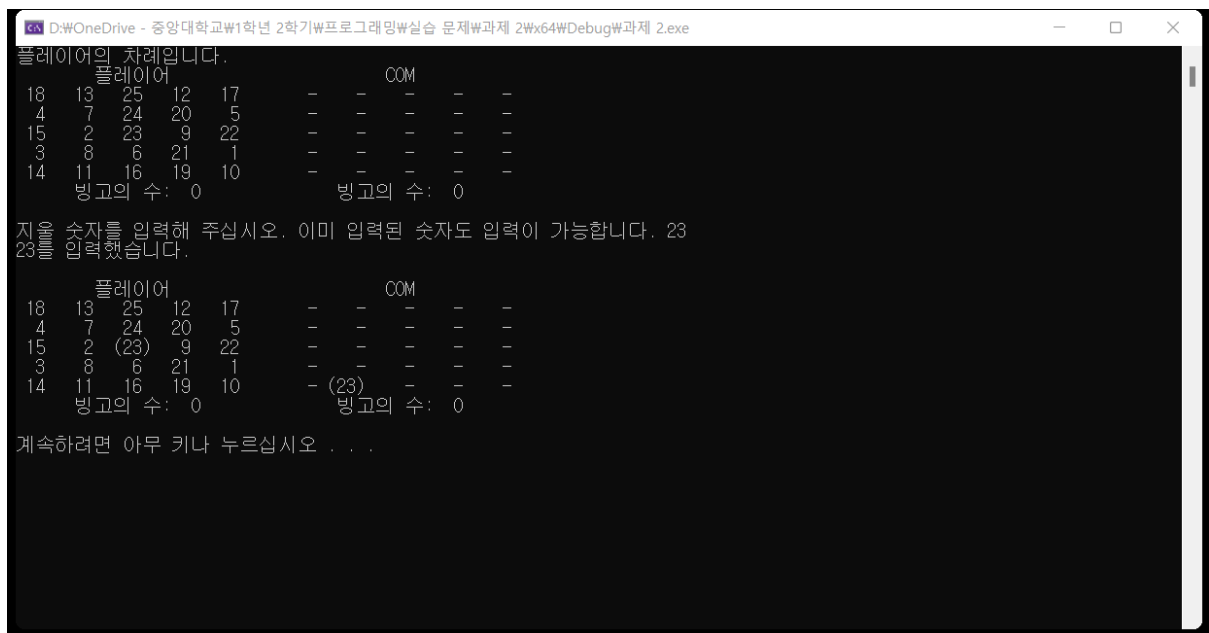 D:\OneDrive - 중앙대학교\1학년 2학기\프로그래밍\실습 문제\과제 2\x64\Debug\과제 2.exe
플레이어의 차례입니다.
플레이어 COM
18 13 25 12 17 - - - - -
4 7 24 20 5 - - - - -
15 2 23 9 22 - - - - -
3 8 6 21 1 - - - - -
14 11 16 19 10 - - - - -
빙고의 수: 0 빙고의 수: 0
지울 숫자를 입력해 주십시오. 이미 입력된 숫자도 입력이 가능합니다. 23
23를 입력했습니다.
플레이어 COM
18 13 25 12 17 - - - - -
4 7 24 20 5 - - - - -
15 2 (23) 9 22 - - - - -
3 8 6 21 1 - - - - -
14 11 16 19 10 - (23) - - -
빙고의 수: 0 빙고의 수: 0
계속하려면 아무 키나 누르십시오 . . .